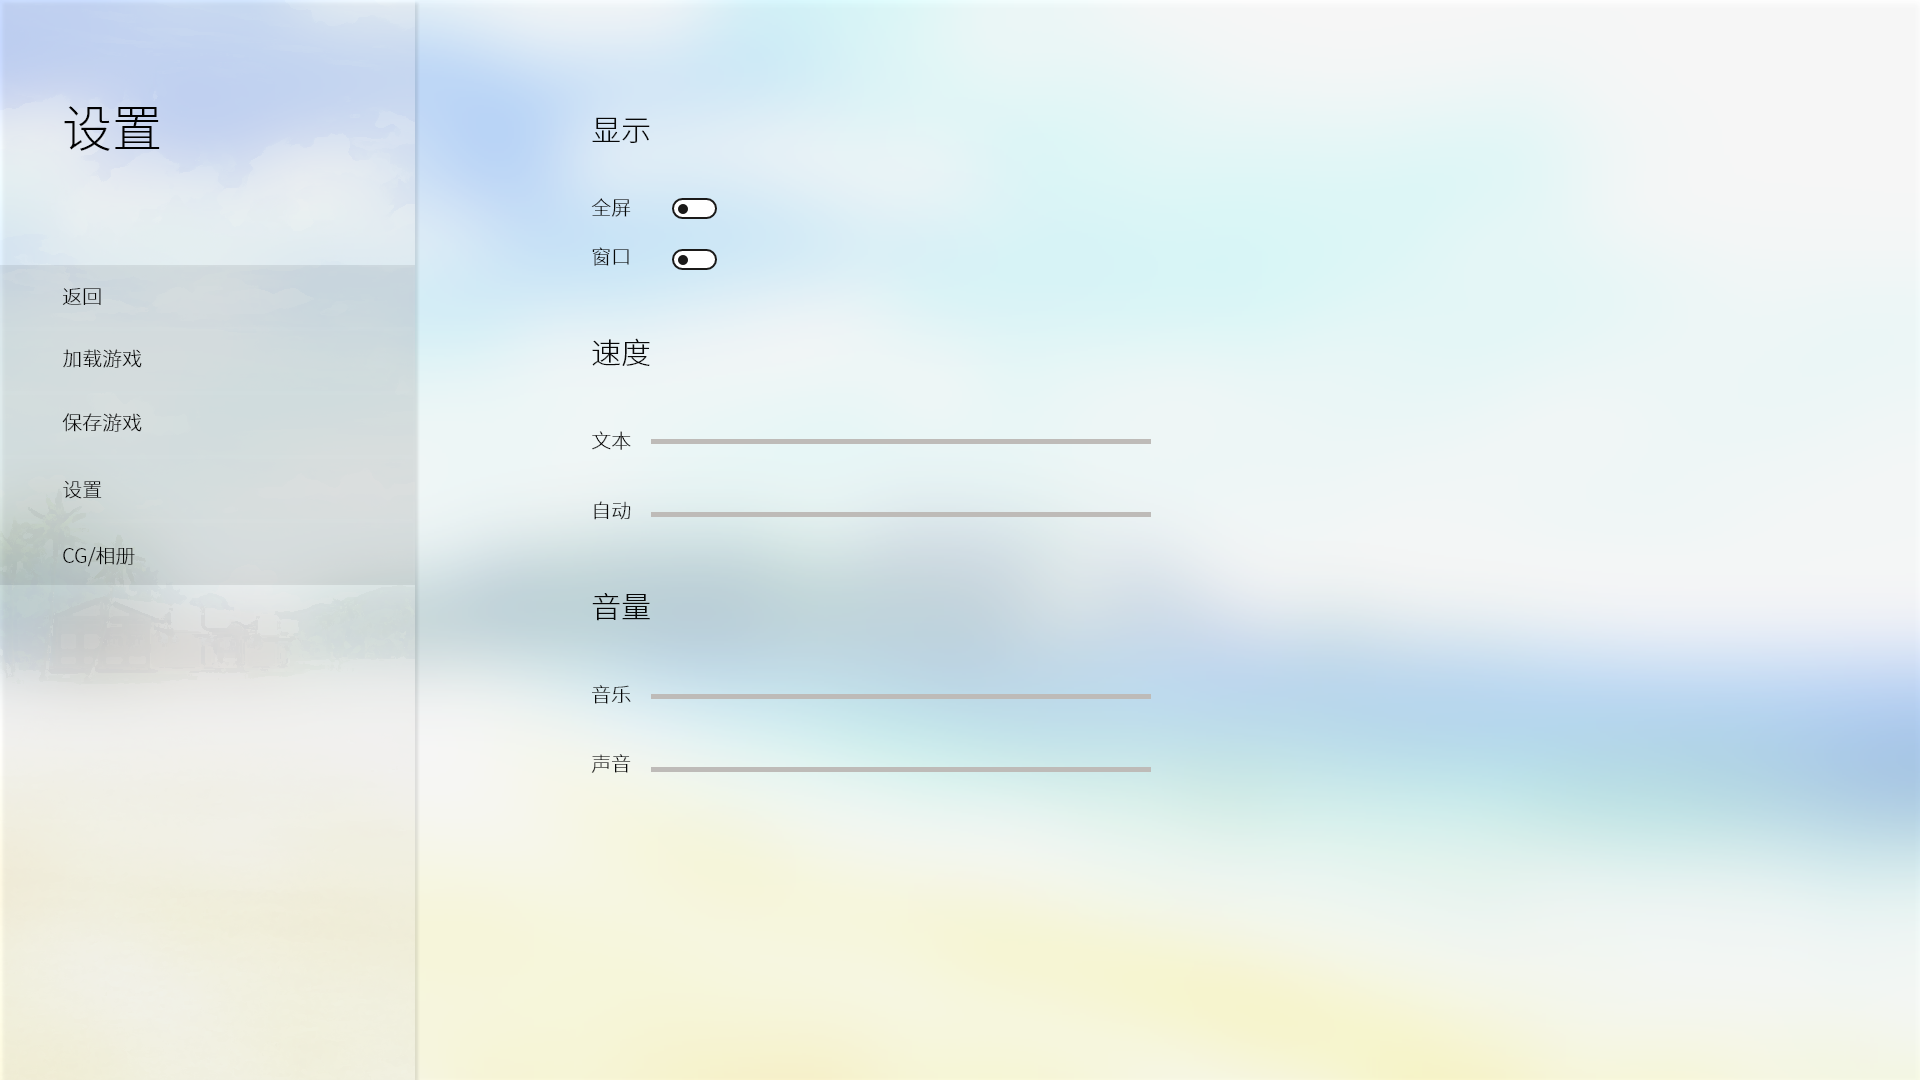 设置
返回
加载游戏
保存游戏
设置
CG/相册
显示
全屏
窗口
速度
文本
自动
音量
音乐
声音